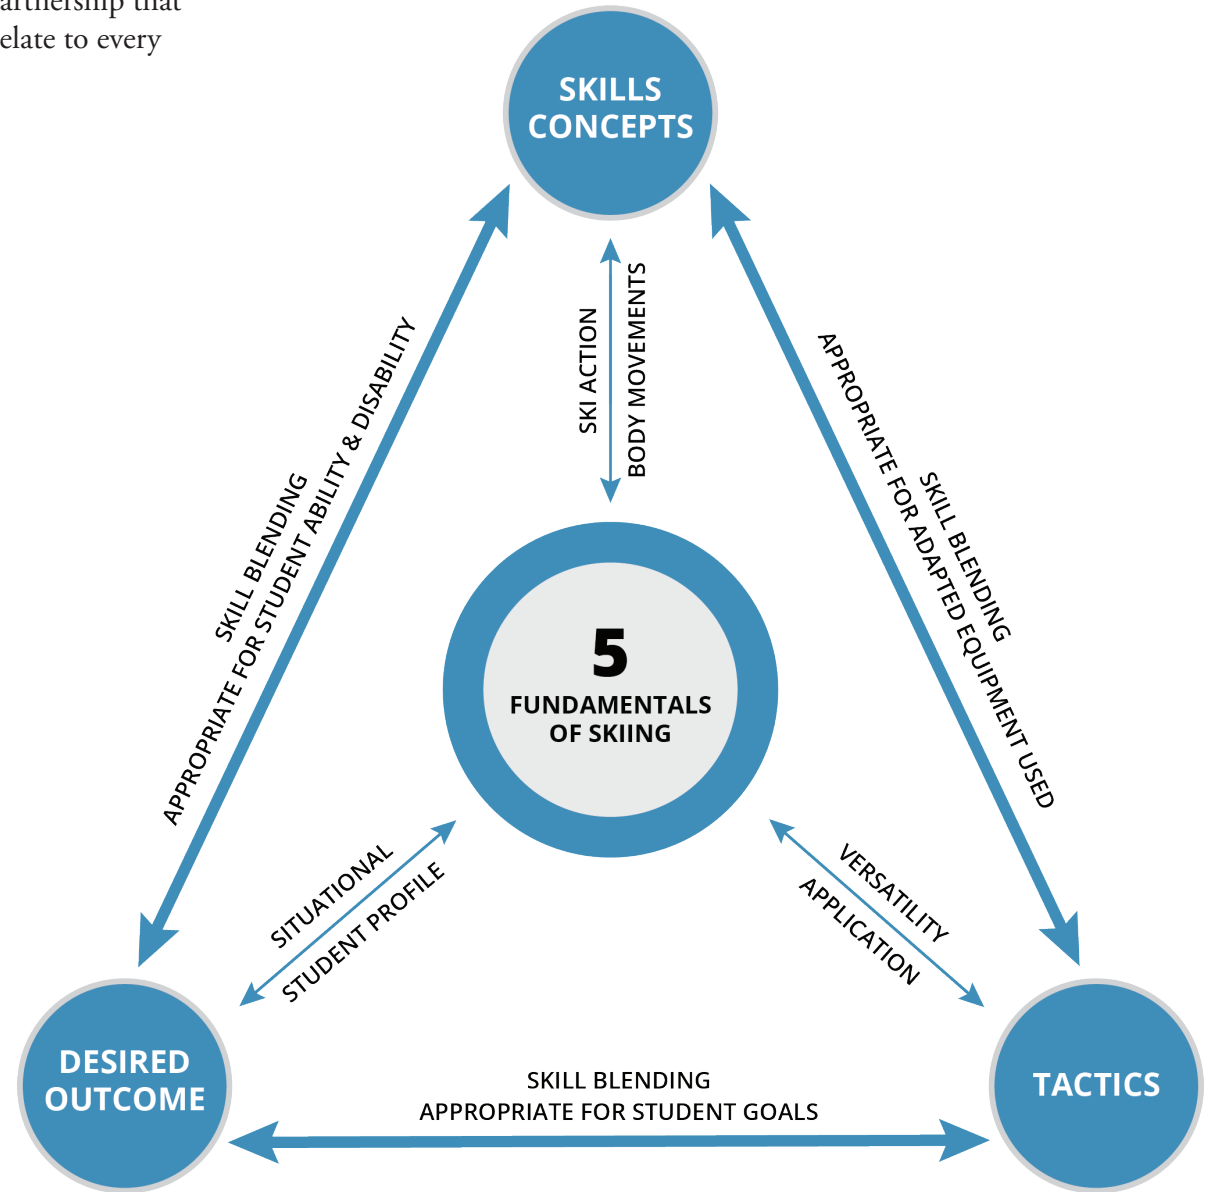 artnership that
elate to every
SKILLS
CONCEPTS
SKI ACTION
BODY MOVEMENTS
SKILL BLENDING
APPROPRIATE FOR STUDENT ABILITY & DISABILITY
SKILL BLENDING
APPROPRIATE FOR ADAPTED EQUIPMENT USED
5
FUNDAMENTALS
OF SKIING
SITUATIONAL
STUDENT PROFILE
VERSATILITY
APPLICATION
DESIRED
OUTCOME
SKILL BLENDING
APPROPRIATE FOR STUDENT GOALS
TACTICS